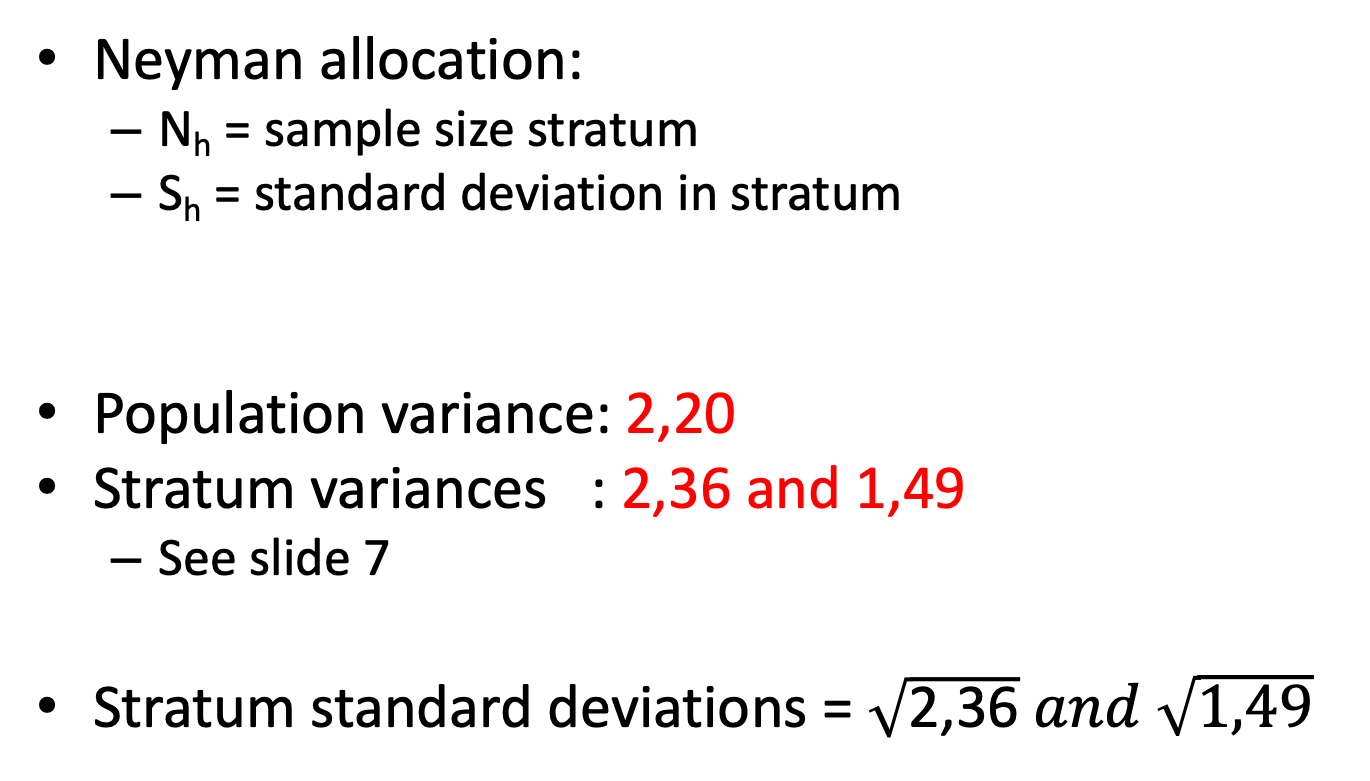 • Neyman allocation:
– Nₕ = sample size stratum
– Sₕ = standard deviation in stratum
• Population variance: 2,20
• Stratum variances : 2,36 and 1,49
– See slide 7
• Stratum standard deviations = √2,36 and √1,49